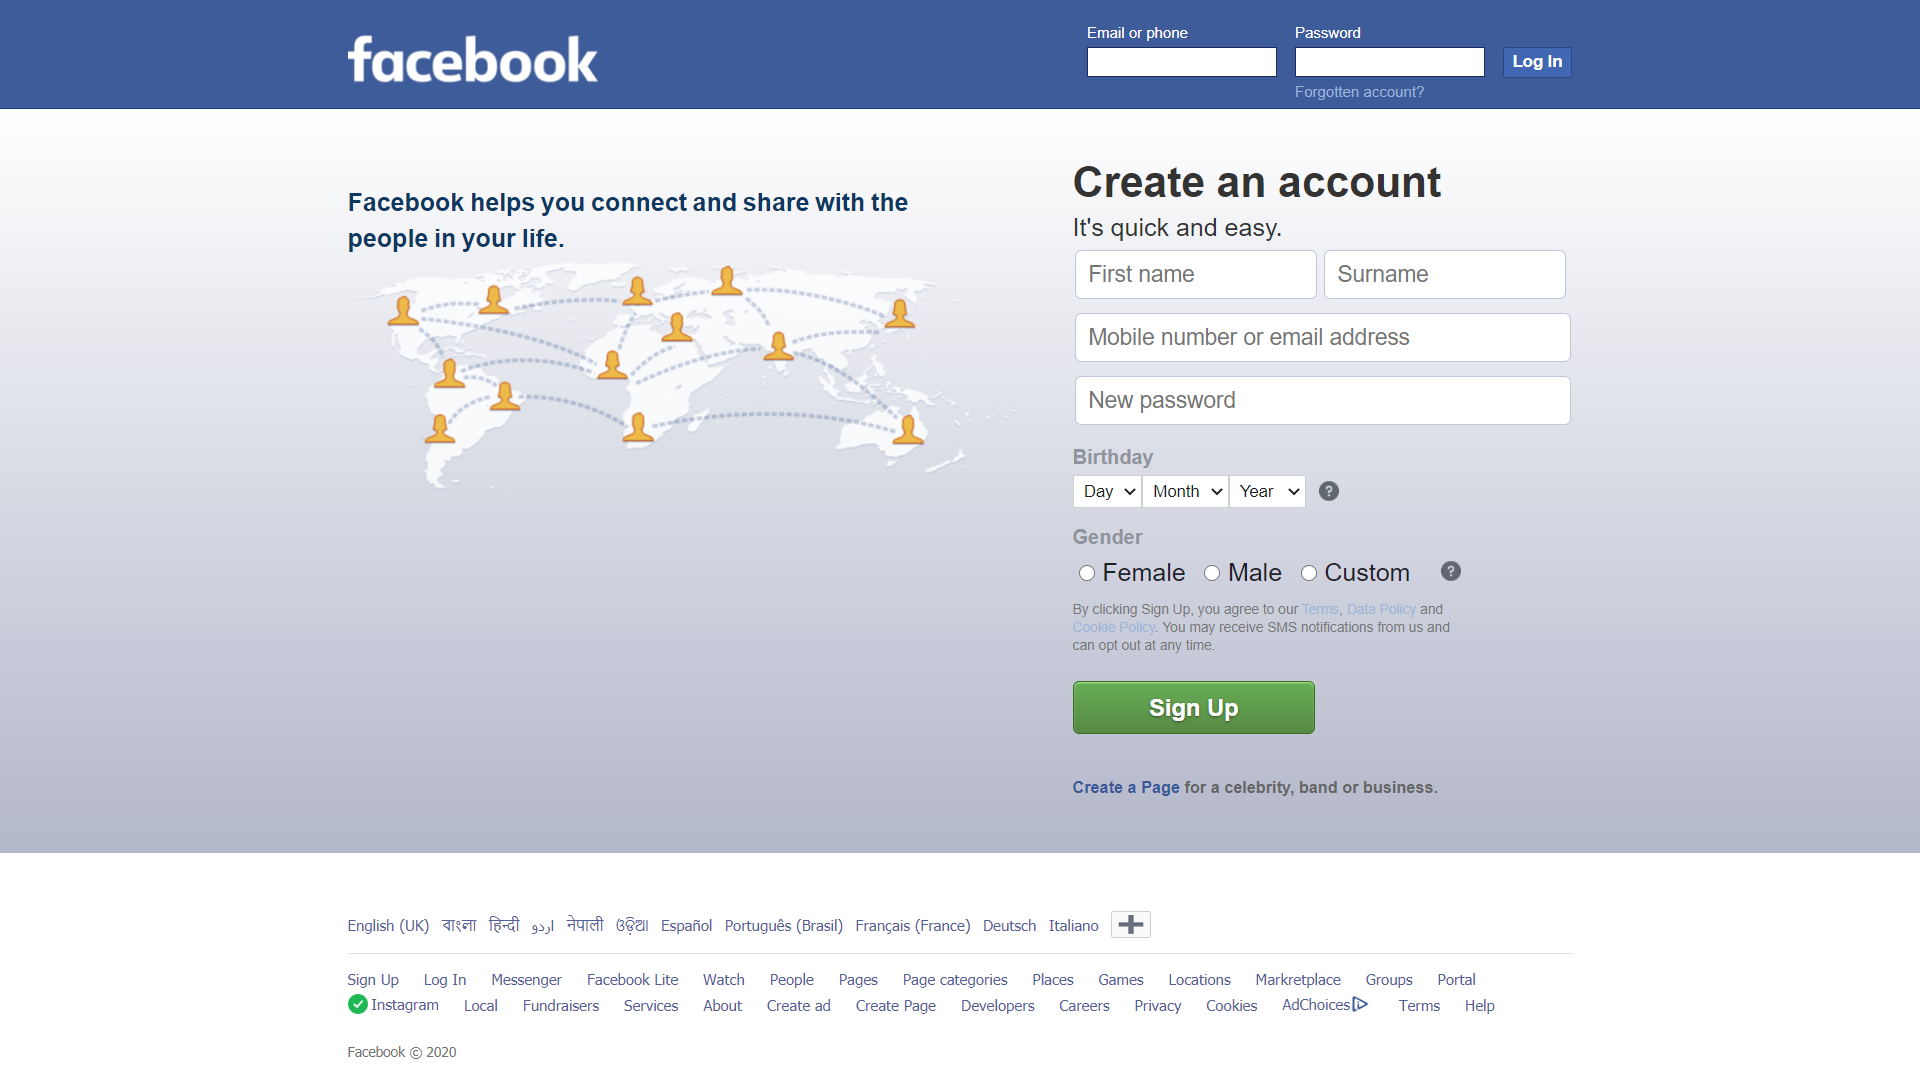 facebook
Email or phone
Password
Log In
Forgotten account?
Facebook helps you connect and share with the
people in your life.
Create an account
It's quick and easy.
First name
Surname
Mobile number or email address
New password
Birthday
Day
Month
Year
Gender
Female
Male
Custom
By clicking Sign Up, you agree to our Terms, Data Policy and
Cookie Policy. You may receive SMS notifications from us and
can opt out at any time.
Sign Up
Create a Page for a celebrity, band or business.
English (UK) বাংলা हिन्दी اردو नेपाली ଓଡ଼ିଆ Español Português (Brasil) Français (France) Deutsch Italiano
Sign Up Log In Messenger Facebook Lite Watch People Pages Page categories Places Games Locations Marketplace Groups Portal
Instagram Local Fundraisers Services About Create ad Create Page Developers Careers Privacy Cookies AdChoices Terms Help
Facebook © 2020